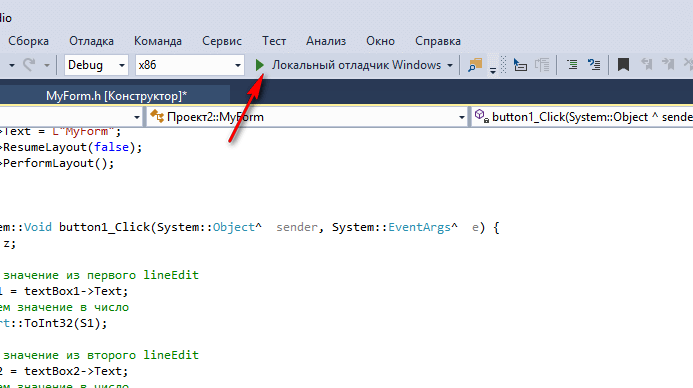 lio
Сборка Отладка Команда Сервис Тест Анализ Окно Справка
Debug x86 Локальный отладчик Windows
MyForm.h [Конструктор]*
Проект2::MyForm button1_Click(System::Object ^ sende
>Text = L"MyForm";
>ResumeLayout(false);
>PerformLayout();
em::Void button1_Click(System::Object^ sender, System::EventArgs^ e) {
z;
значение из первого lineEdit
1 = textBox1->Text;
ем значение в число
rt::ToInt32(S1);
значение из второго lineEdit
2 = textBox2->Text;
ем значение в число